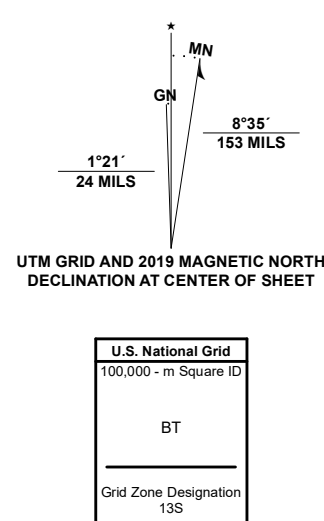 ★
MN
GN
8°35´
153 MILS
1°21´
24 MILS
UTM GRID AND 2019 MAGNETIC NORTH
DECLINATION AT CENTER OF SHEET
U.S. National Grid
100,000 - m Square ID
BT
Grid Zone Designation
13S